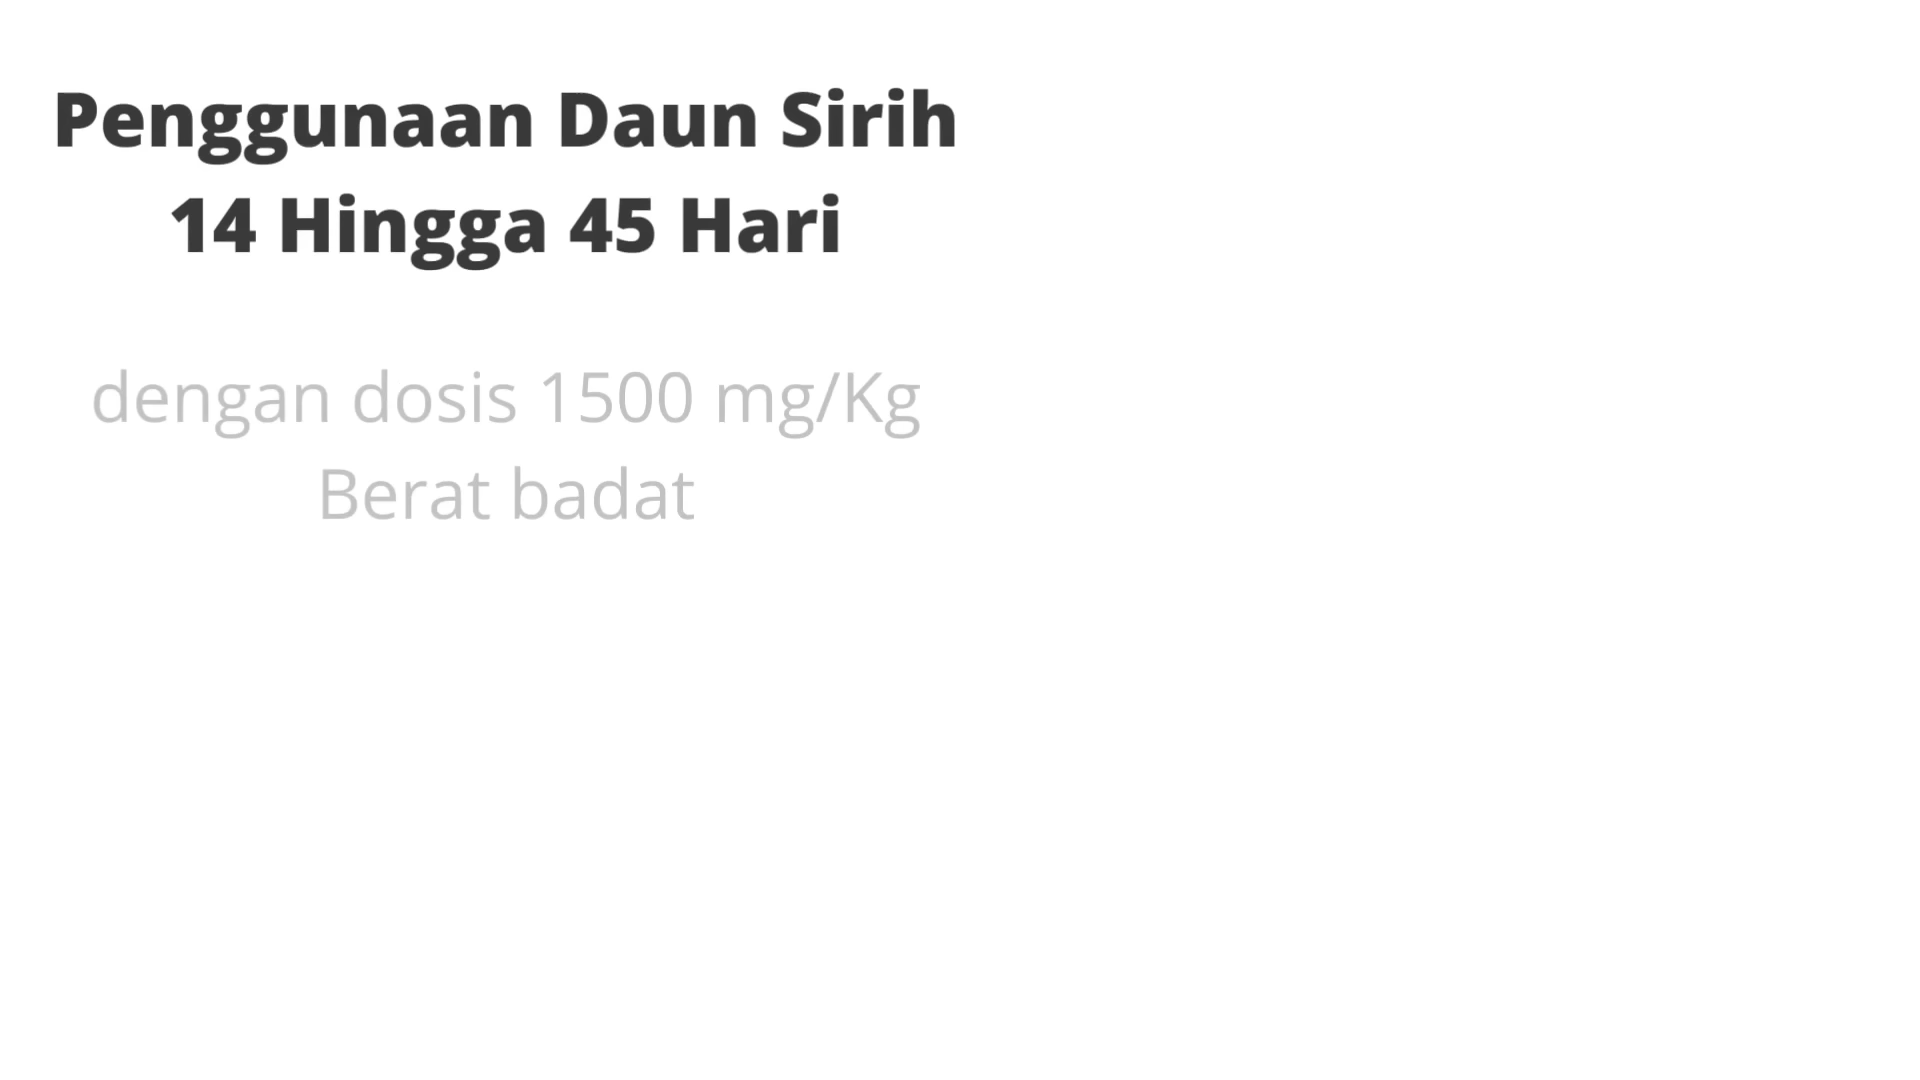 Penggunaan Daun Sirih
14 Hingga 45 Hari
dengan dosis 1500 mg/Kg
Berat badat